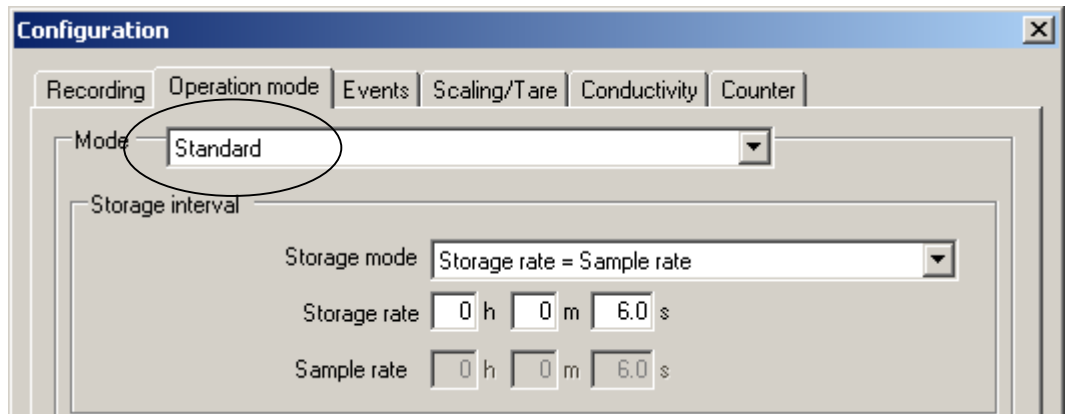 Configuration
Recording Operation mode Events Scaling/Tare Conductivity Counter
Mode Standard
Storage interval
Storage mode Storage rate = Sample rate
Storage rate 0 h 0 m 6.0 s
Sample rate 0 h 0 m 6.0 s